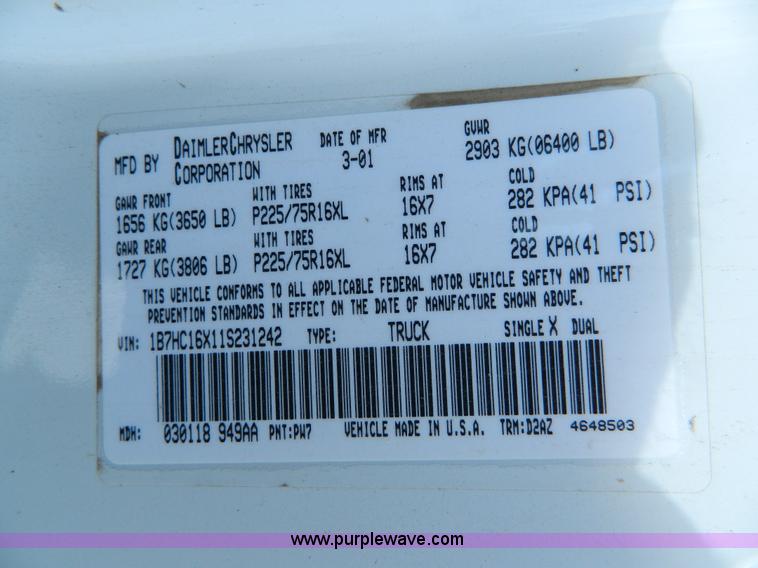 MFD BY DAIMLERCHRYSLER CORPORATION DATE OF MFR 3-01 GVWR 2903 KG(06400 LB)
GAWR FRONT WITH TIRES RIMS AT COLD
1656 KG(3650 LB) P225/75R16XL 16X7 282 KPA(41 PSI)
GAWR REAR WITH TIRES RIMS AT COLD
1727 KG(3806 LB) P225/75R16XL 16X7 282 KPA(41 PSI)
THIS VEHICLE CONFORMS TO ALL APPLICABLE FEDERAL MOTOR VEHICLE SAFETY AND THEFT
PREVENTION STANDARDS IN EFFECT ON THE DATE OF MANUFACTURE SHOWN ABOVE.
VIN: 1B7HC16X11S231242 TYPE: TRUCK SINGLE X DUAL
MDH: 030118 949AA PNT:PW7 VEHICLE MADE IN U.S.A. TRM:D2AZ 4648503
www.purplewave.com